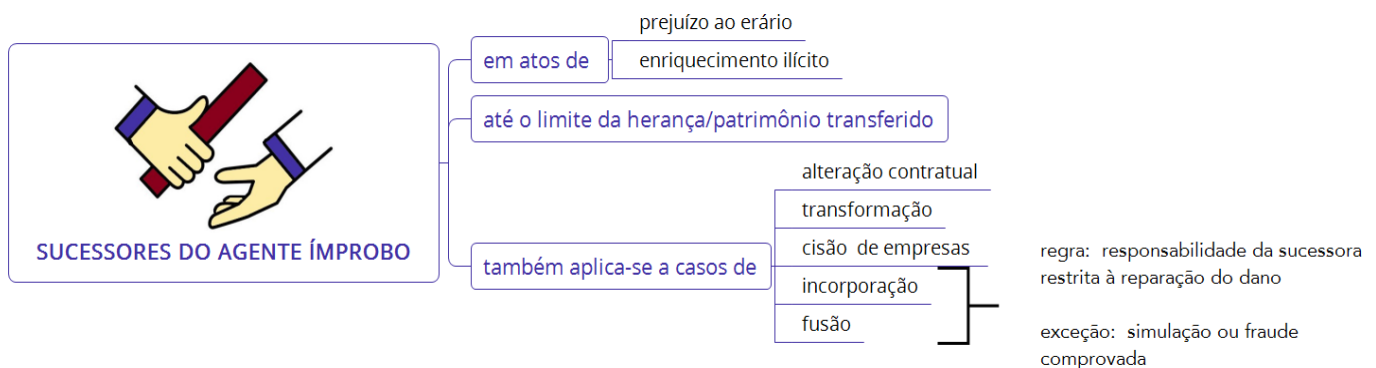 SUCESSORES DO AGENTE ÍMPROBO
em atos de
prejuízo ao erário
enriquecimento ilícito
até o limite da herança/patrimônio transferido
também aplica-se a casos de
alteração contratual
transformação
cisão de empresas
incorporação
fusão
regra: responsabilidade da sucessora
restrita à reparação do dano
exceção: simulação ou fraude
comprovada